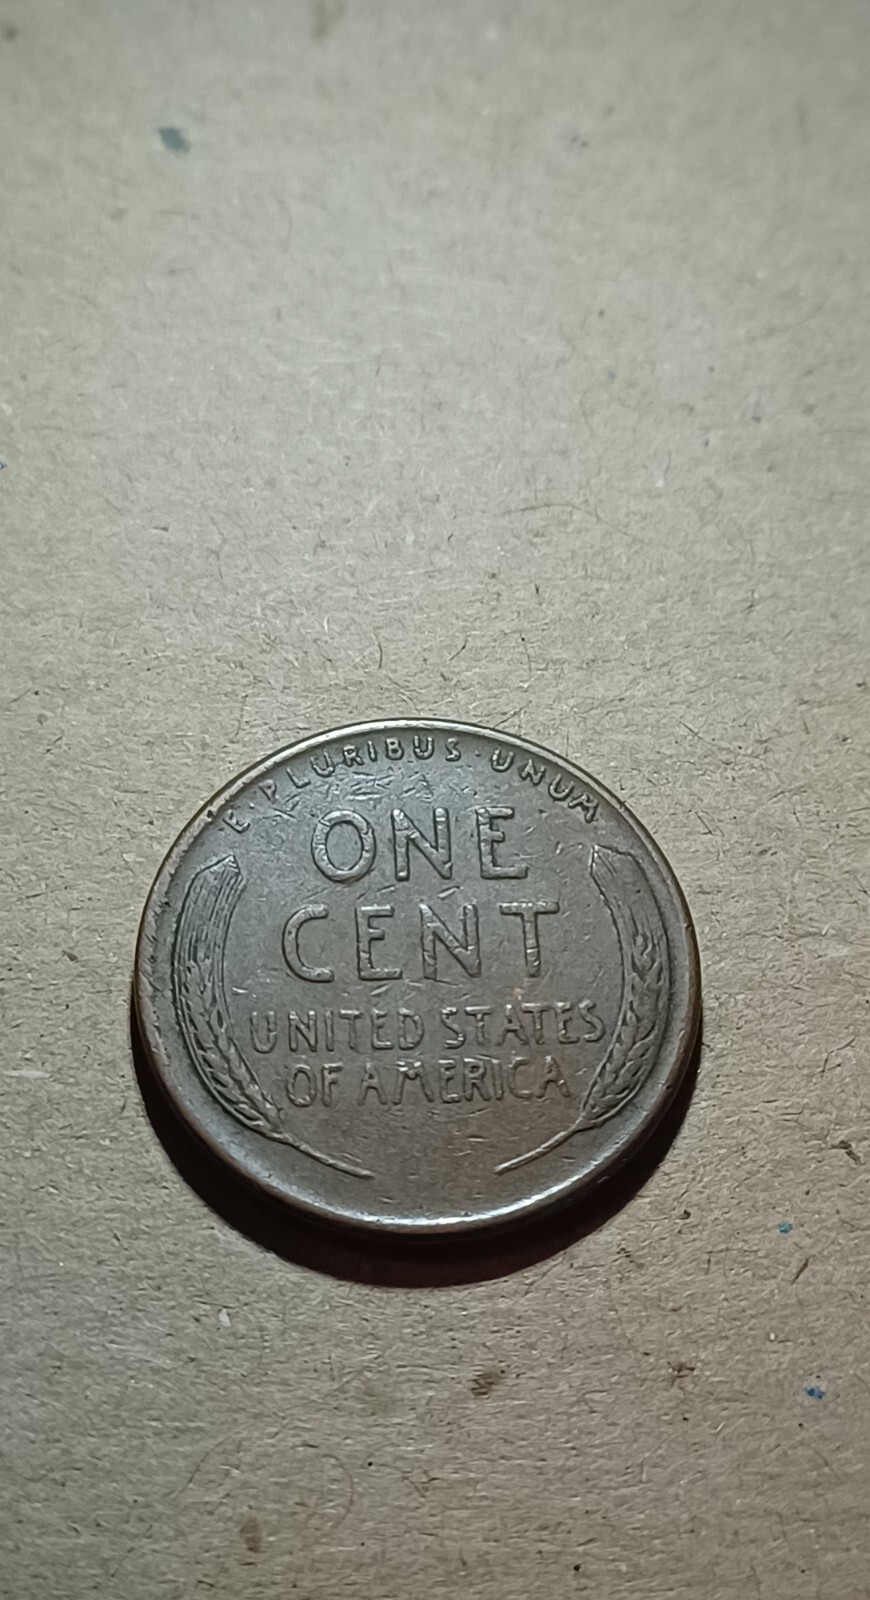 E · PLURIBUS · UNUM
ONE
CENT
UNITED STATES
OF AMERICA